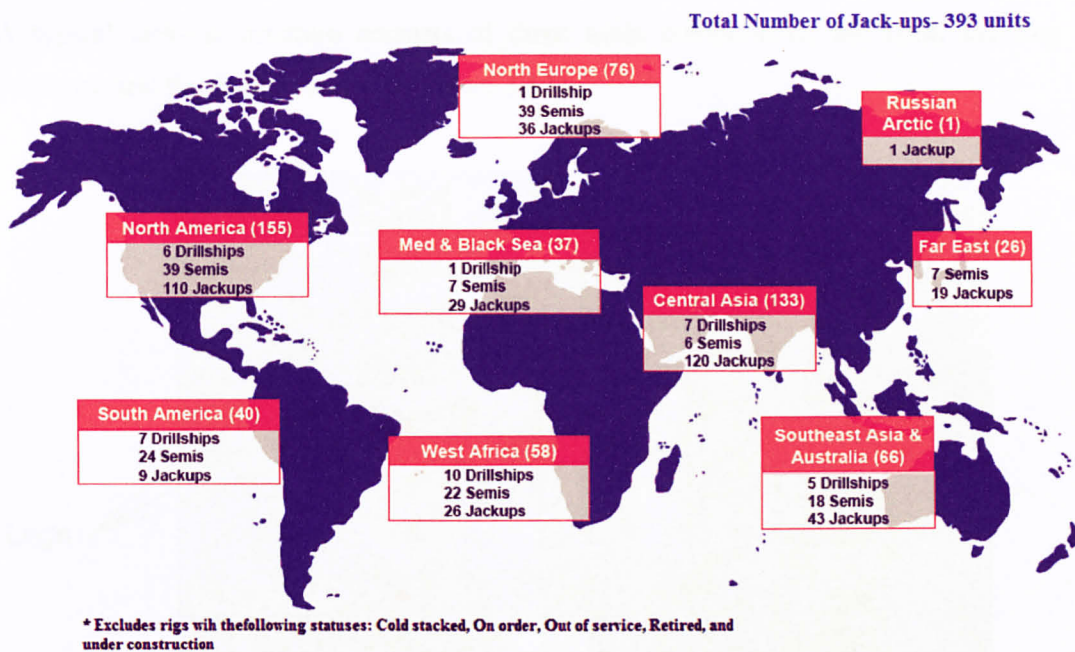 Total Number of Jack-ups- 393 units
North Europe (76)
1 Drillship
39 Semis
36 Jackups
Russian
Arctic (1)
1 Jackup
North America (155)
6 Drillships
39 Semis
110 Jackups
Med & Black Sea (37)
1 Drillship
7 Semis
29 Jackups
Far East (26)
7 Semis
19 Jackups
Central Asia (133)
7 Drillships
6 Semis
120 Jackups
South America (40)
7 Drillships
24 Semis
9 Jackups
West Africa (58)
10 Drillships
22 Semis
26 Jackups
Southeast Asia &
Australia (66)
5 Drillships
18 Semis
43 Jackups
* Excludes rigs wih thefollowing statuses: Cold stacked, On order, Out of service, Retired, and
under construction